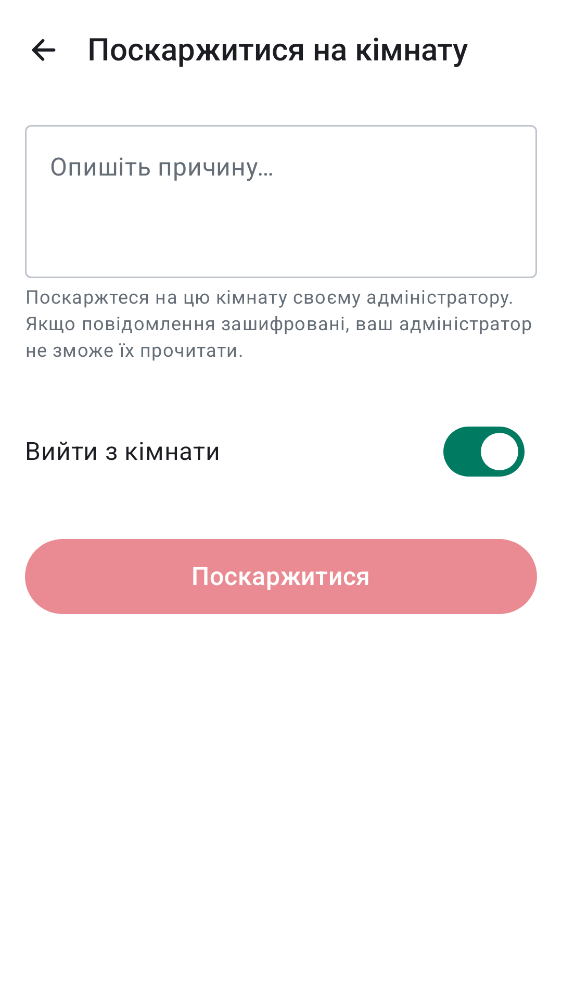 Поскаржитися на кімнату
Опишіть причину...
Поскаржтеся на цю кімнату своєму адміністратору.
Якщо повідомлення зашифровані, ваш адміністратор
не зможе їх прочитати.
Вийти з кімнати
Поскаржитися